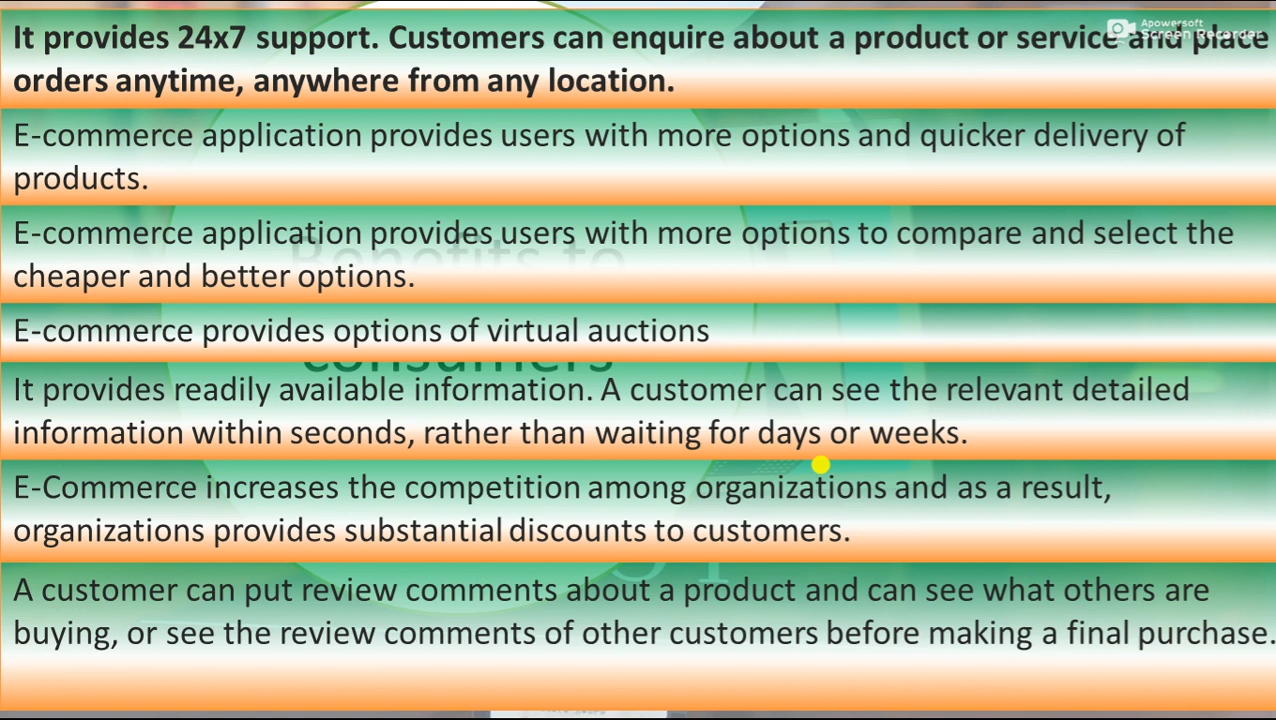 It provides 24x7 support. Customers can enquire about a product or service and place
orders anytime, anywhere from any location.
Apowersoft
Screen Recorder
E-commerce application provides users with more options and quicker delivery of
products.
E-commerce application provides users with more options to compare and select the
cheaper and better options.
Benefits to
E-commerce provides options of virtual auctions
consumers
It provides readily available information. A customer can see the relevant detailed
information within seconds, rather than waiting for days or weeks.
E-Commerce increases the competition among organizations and as a result,
organizations provides substantial discounts to customers.
A customer can put review comments about a product and can see what others are
buying, or see the review comments of other customers before making a final purchase.